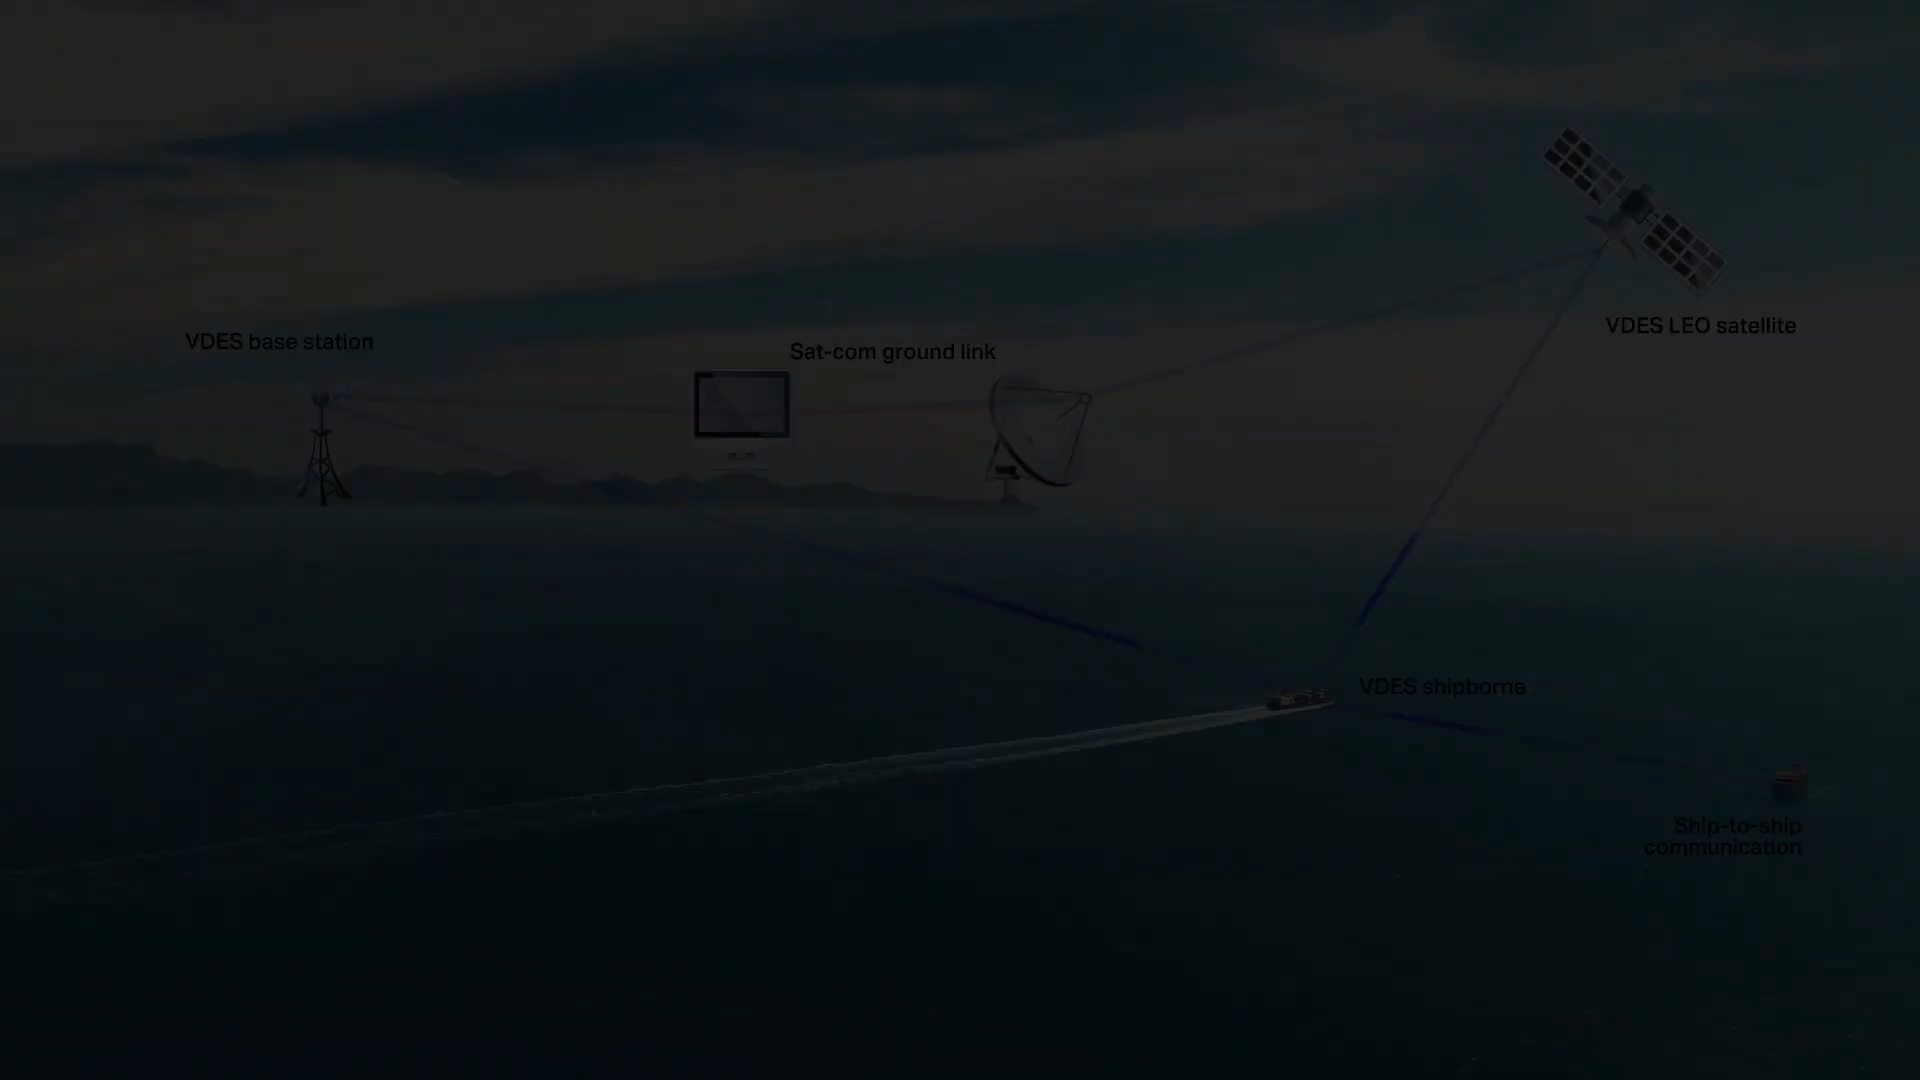 VDES base station
Sat-com ground link
VDES LEO satellite
VDES shipborne
Ship-to-ship
communication